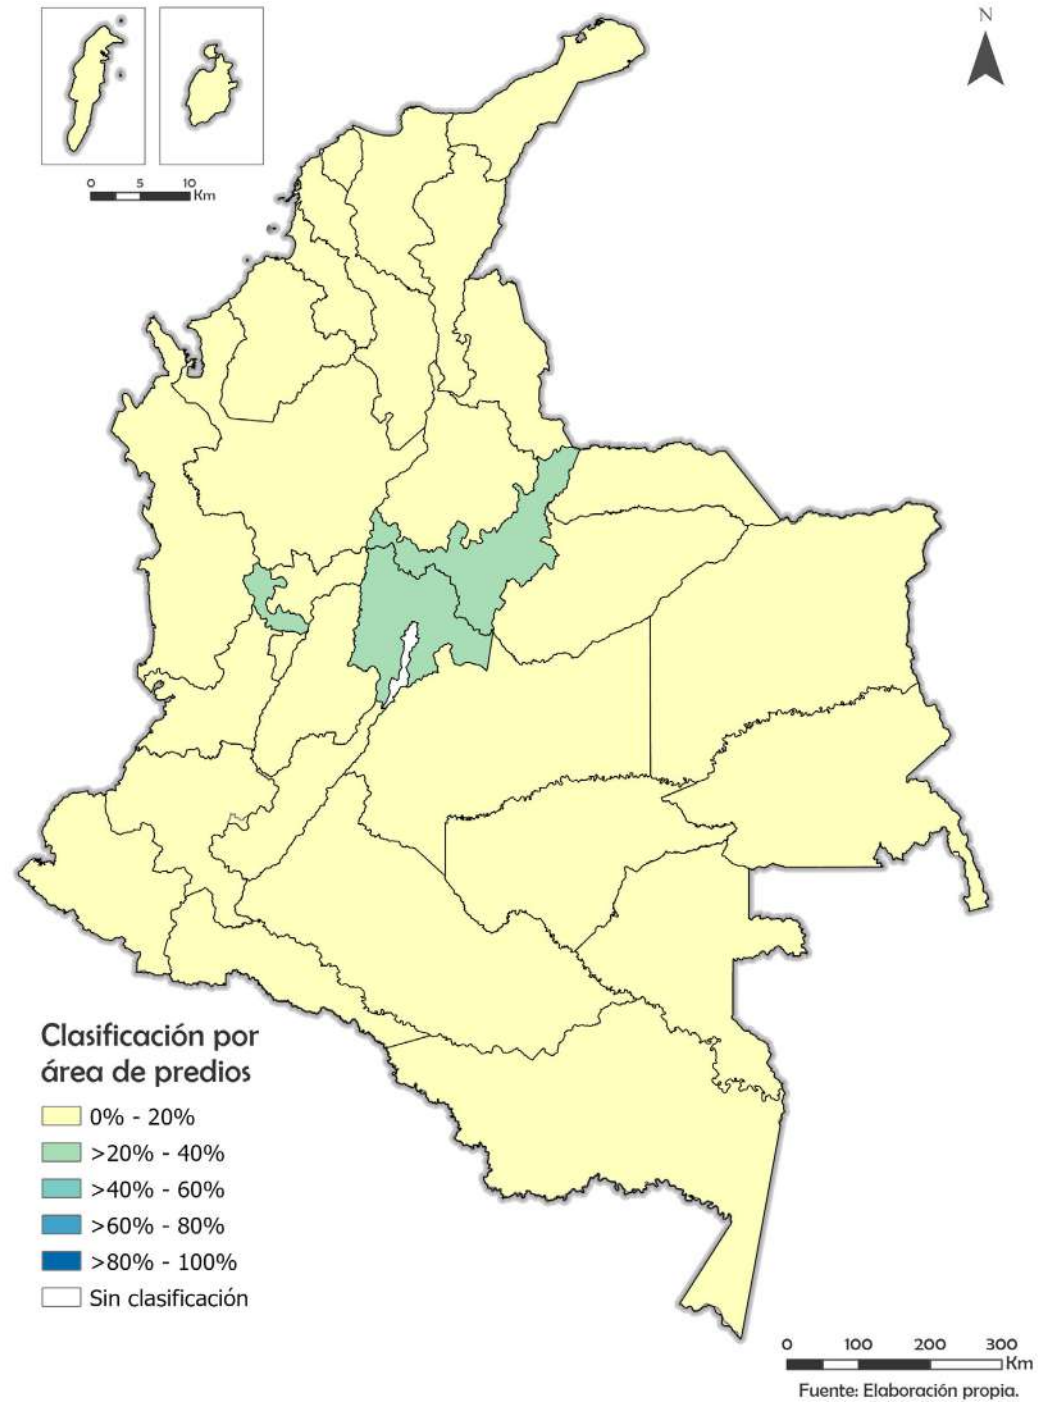 N
0 5 10
Km
Clasificación por
área de predios
0% - 20%
>20% - 40%
>40% - 60%
>60% - 80%
>80% - 100%
Sin clasificación
0 100 200 300
Km
Fuente: Elaboración propia.